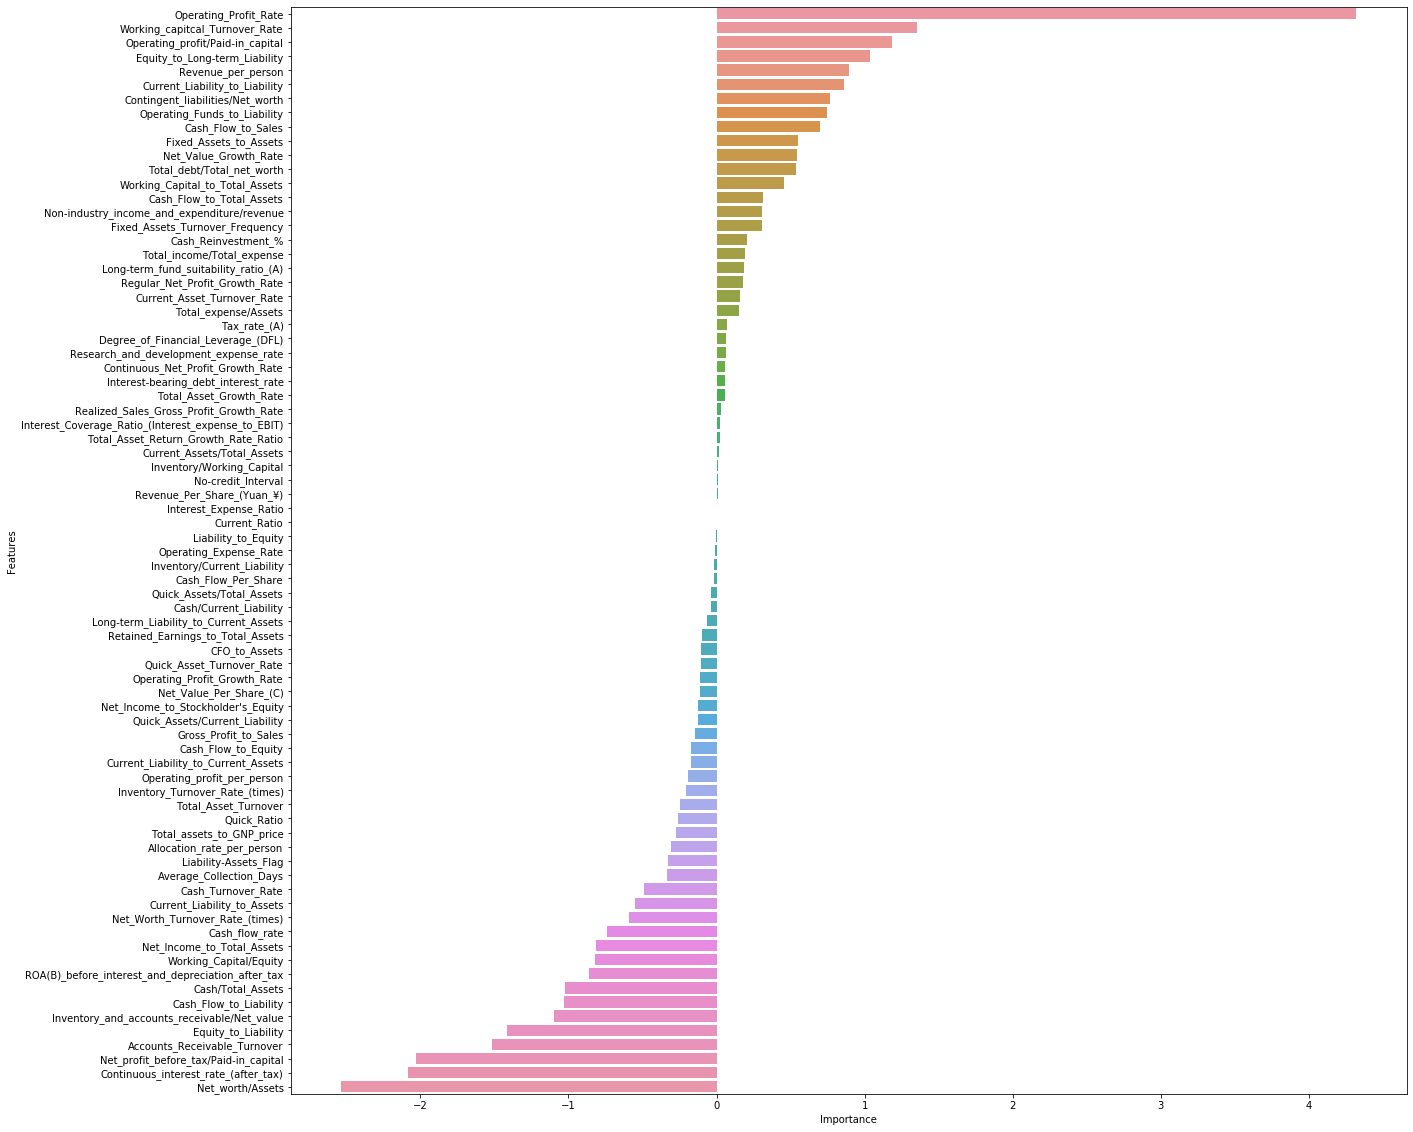 Operating_Profit_Rate
Working_capitcal_Turnover_Rate
Operating_profit/Paid-in_capital
Equity_to_Long-term_Liability
Revenue_per_person
Current_Liability_to_Liability
Contingent_liabilities/Net_worth
Operating_Funds_to_Liability
Cash_Flow_to_Sales
Fixed_Assets_to_Assets
Net_Value_Growth_Rate
Total_debt/Total_net_worth
Working_Capital_to_Total_Assets
Cash_Flow_to_Total_Assets
Non-industry_income_and_expenditure/revenue
Fixed_Assets_Turnover_Frequency
Cash_Reinvestment_%
Total_income/Total_expense
Long-term_fund_suitability_ratio_(A)
Regular_Net_Profit_Growth_Rate
Current_Asset_Turnover_Rate
Total_expense/Assets
Tax_rate_(A)
Degree_of_Financial_Leverage_(DFL)
Research_and_development_expense_rate
Continuous_Net_Profit_Growth_Rate
Interest-bearing_debt_interest_rate
Total_Asset_Growth_Rate
Realized_Sales_Gross_Profit_Growth_Rate
Interest_Coverage_Ratio_(Interest_expense_to_EBIT)
Total_Asset_Return_Growth_Rate_Ratio
Current_Assets/Total_Assets
Inventory/Working_Capital
No-credit_Interval
Revenue_Per_Share_(Yuan_¥)
Interest_Expense_Ratio
Current_Ratio
Liability_to_Equity
Operating_Expense_Rate
Inventory/Current_Liability
Cash_Flow_Per_Share
Quick_Assets/Total_Assets
Cash/Current_Liability
Long-term_Liability_to_Current_Assets
Retained_Earnings_to_Total_Assets
CFO_to_Assets
Quick_Asset_Turnover_Rate
Operating_Profit_Growth_Rate
Net_Value_Per_Share_(C)
Net_Income_to_Stockholder's_Equity
Quick_Assets/Current_Liability
Gross_Profit_to_Sales
Cash_Flow_to_Equity
Current_Liability_to_Current_Assets
Operating_profit_per_person
Inventory_Turnover_Rate_(times)
Total_Asset_Turnover
Quick_Ratio
Total_assets_to_GNP_price
Allocation_rate_per_person
Liability-Assets_Flag
Average_Collection_Days
Cash_Turnover_Rate
Current_Liability_to_Assets
Net_Worth_Turnover_Rate_(times)
Cash_flow_rate
Net_Income_to_Total_Assets
Working_Capital/Equity
ROA(B)_before_interest_and_depreciation_after_tax
Cash/Total_Assets
Cash_Flow_to_Liability
Inventory_and_accounts_receivable/Net_value
Equity_to_Liability
Accounts_Receivable_Turnover
Net_profit_before_tax/Paid-in_capital
Continuous_interest_rate_(after_tax)
Net_worth/Assets
Features
−2 −1 0 1 2 3 4
Importance